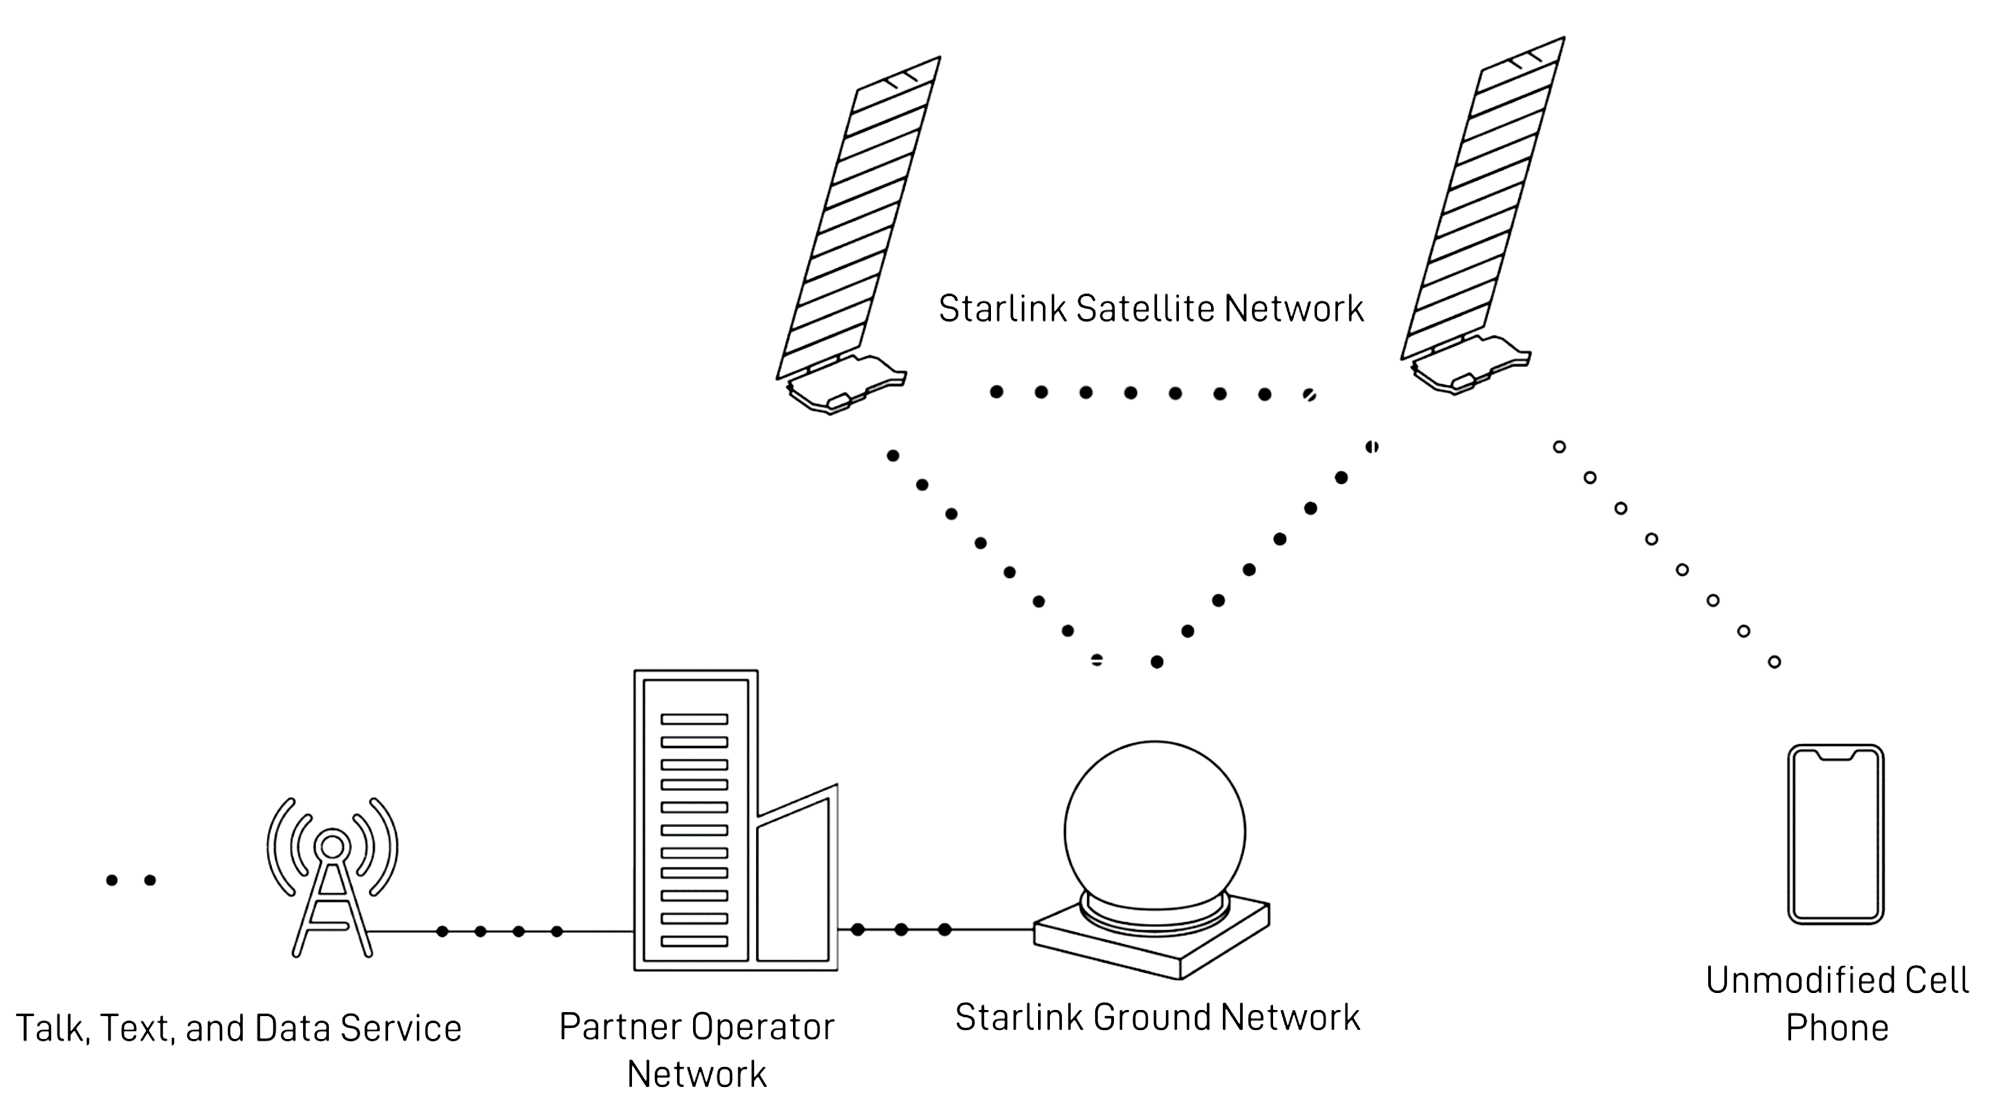 Starlink Satellite Network
Talk, Text, and Data Service
Partner Operator
Network
Starlink Ground Network
Unmodified Cell
Phone